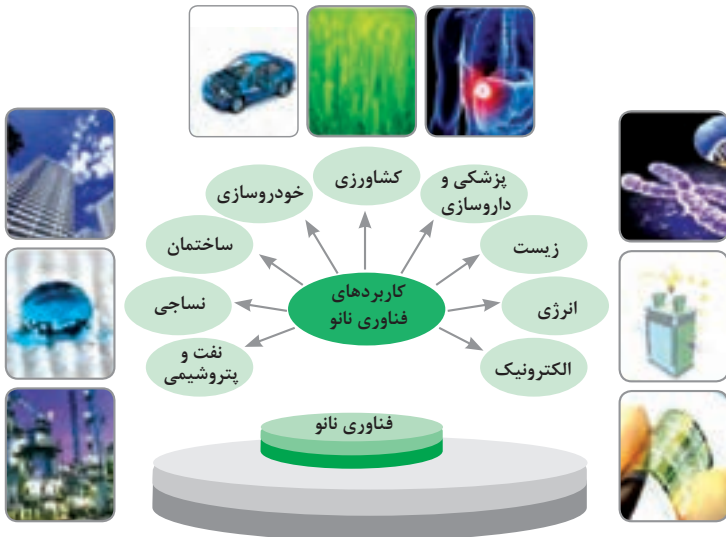 کشاورزی
پزشکی و
داروسازی
خودروسازی
زیست
ساختمان
انرژی
کاربردهای
فناوری نانو
نساجی
الکترونیک
نفت و
پتروشیمی
فناوری نانو